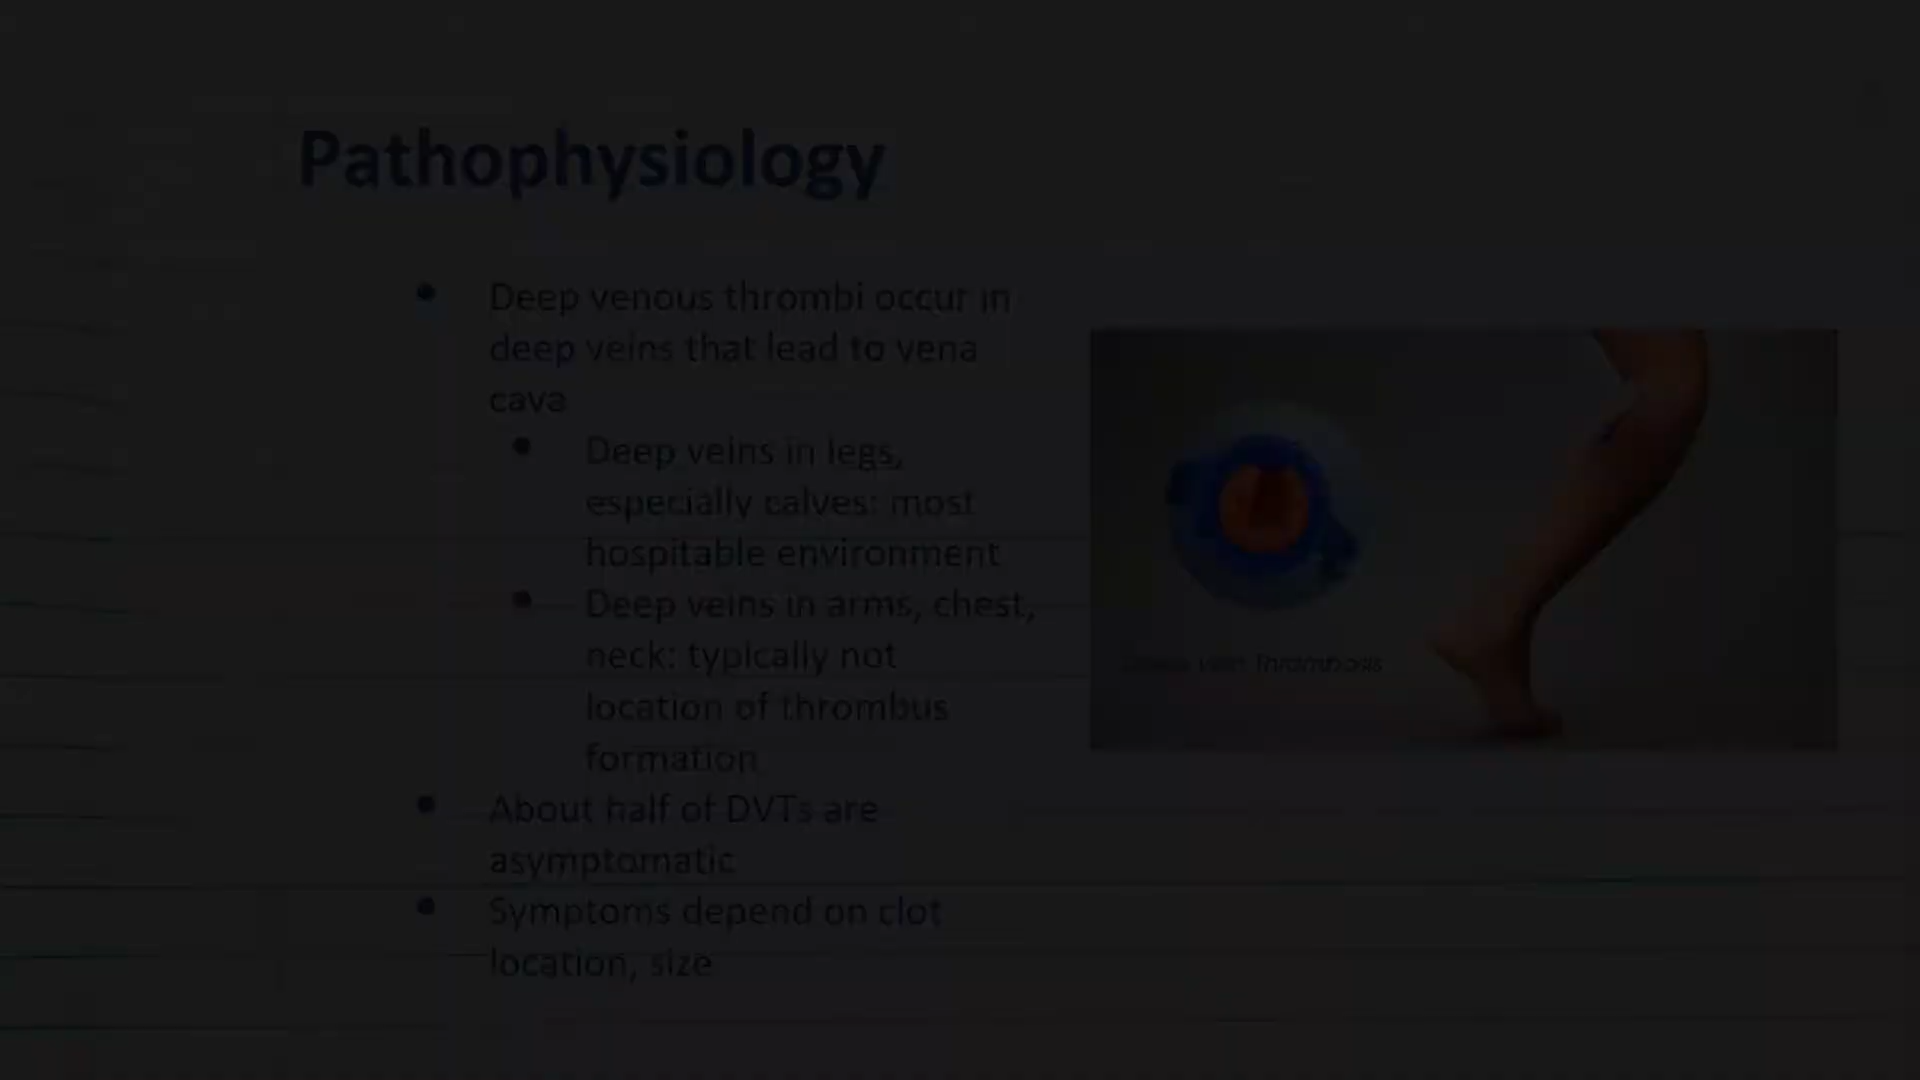 Pathophysiology
• Deep venous thrombi occur in
deep veins that lead to vena
cava
• Deep veins in legs,
especially calves: most
hospitable environment
• Deep veins in arms, chest,
neck: typically not
location of thrombus
formation
• About half of DVTs are
asymptomatic
• Symptoms depend on clot
location, size
Vein Thrombosis